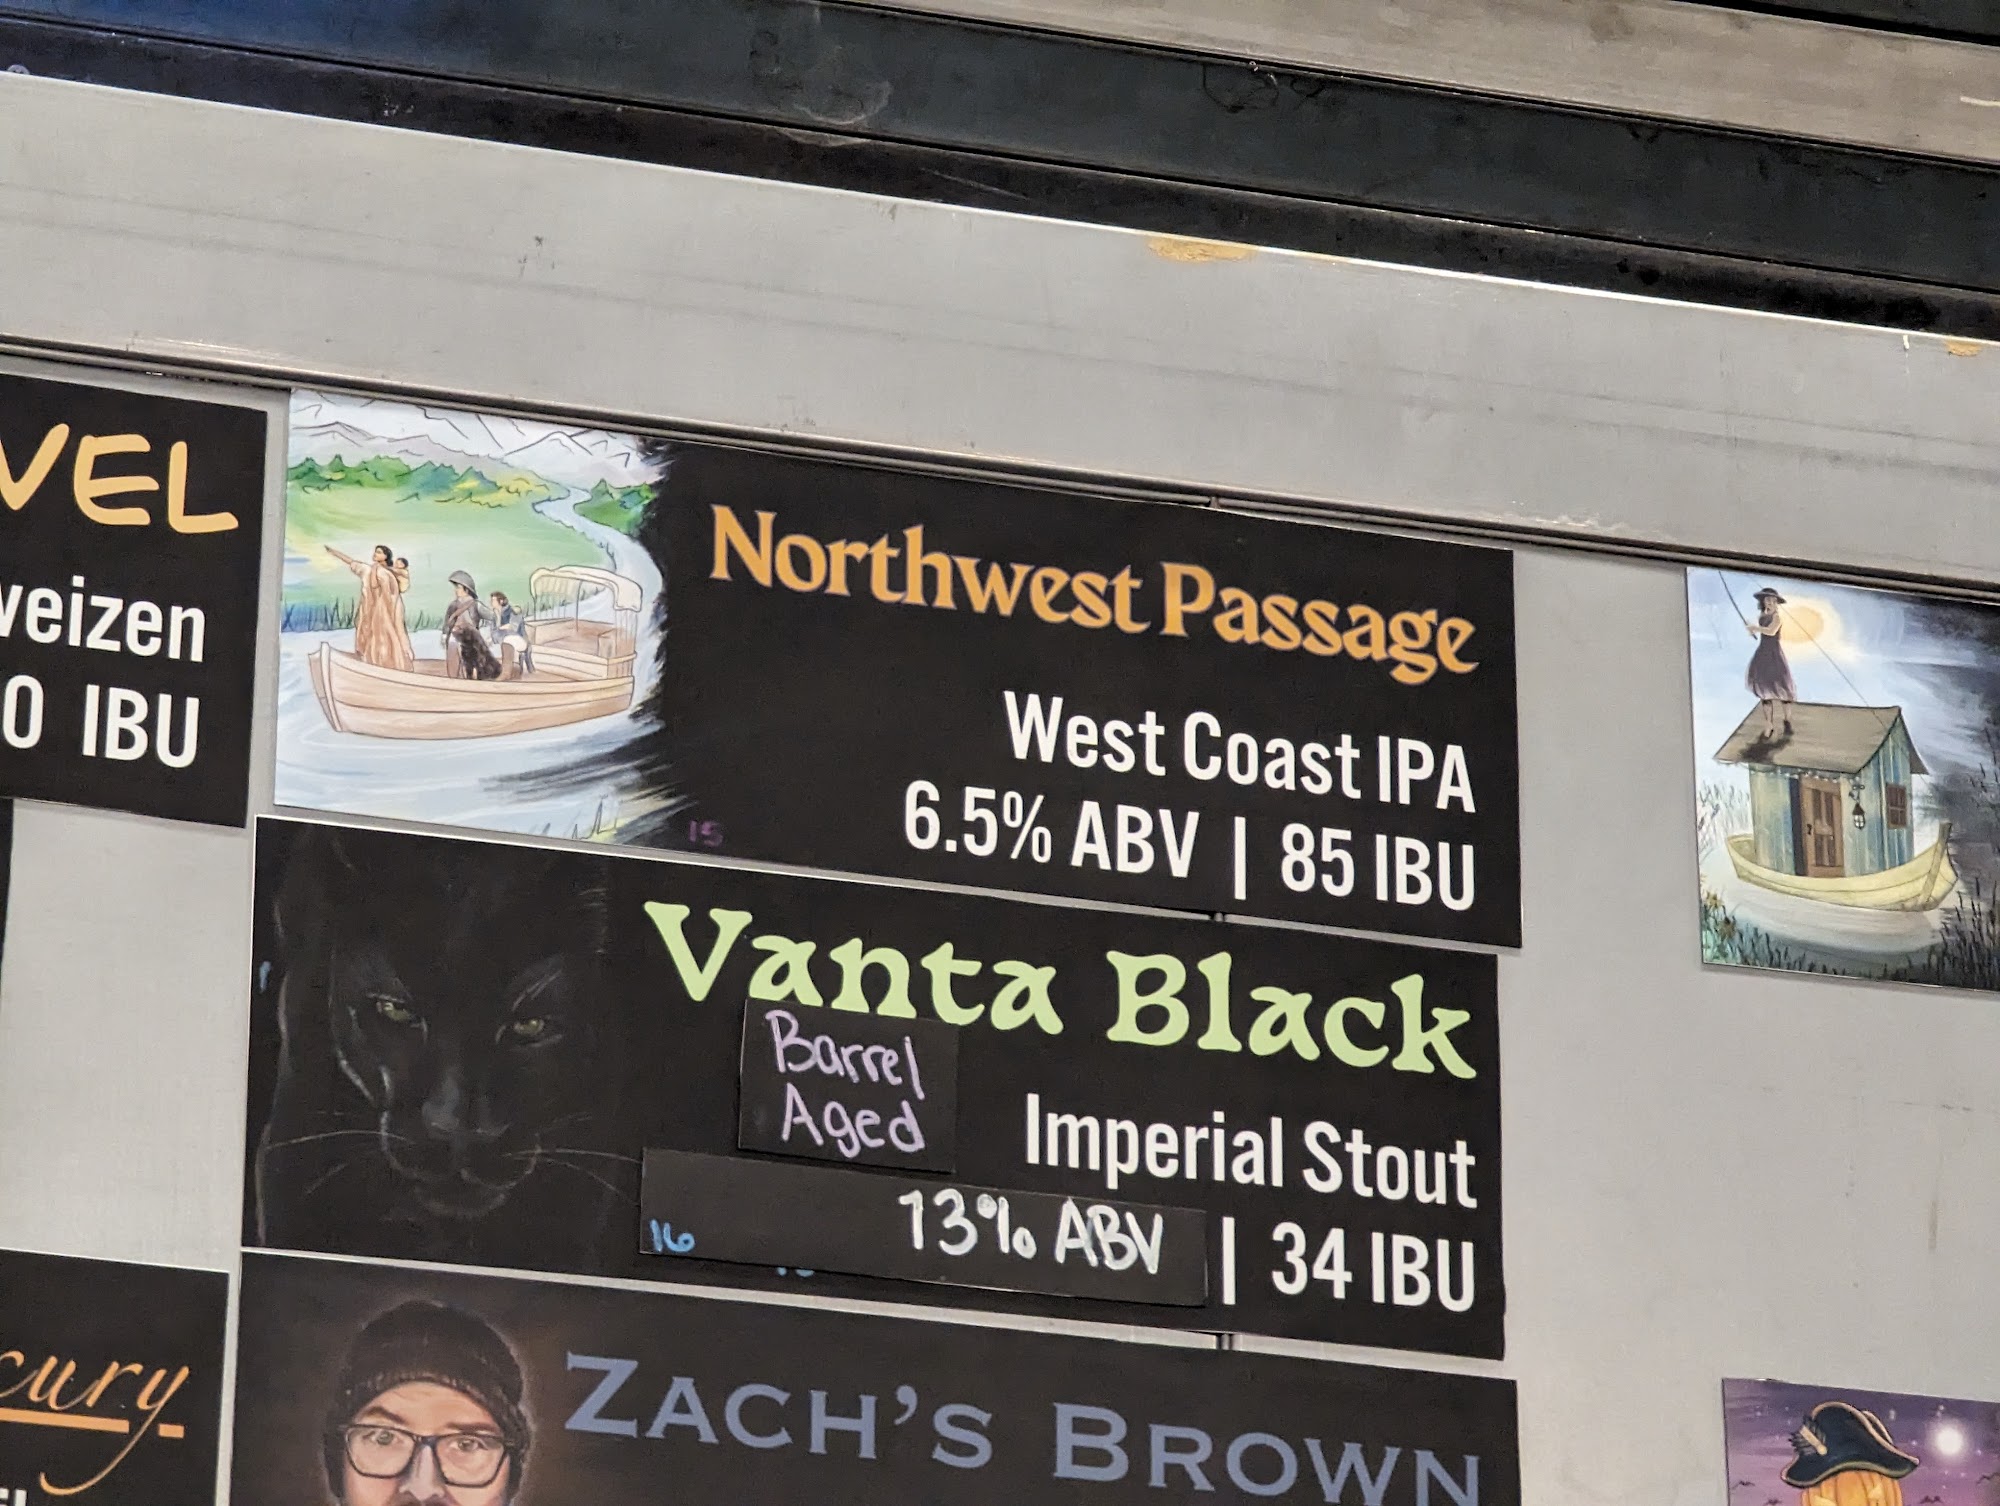 VEL
weizen
0 IBU
Northwest Passage
West Coast IPA
6.5% ABV | 85 IBU
15
Vanta Black
Barrel
Aged
Imperial Stout
16
13% ABV | 34 IBU
cury
ZACH'S BROWN